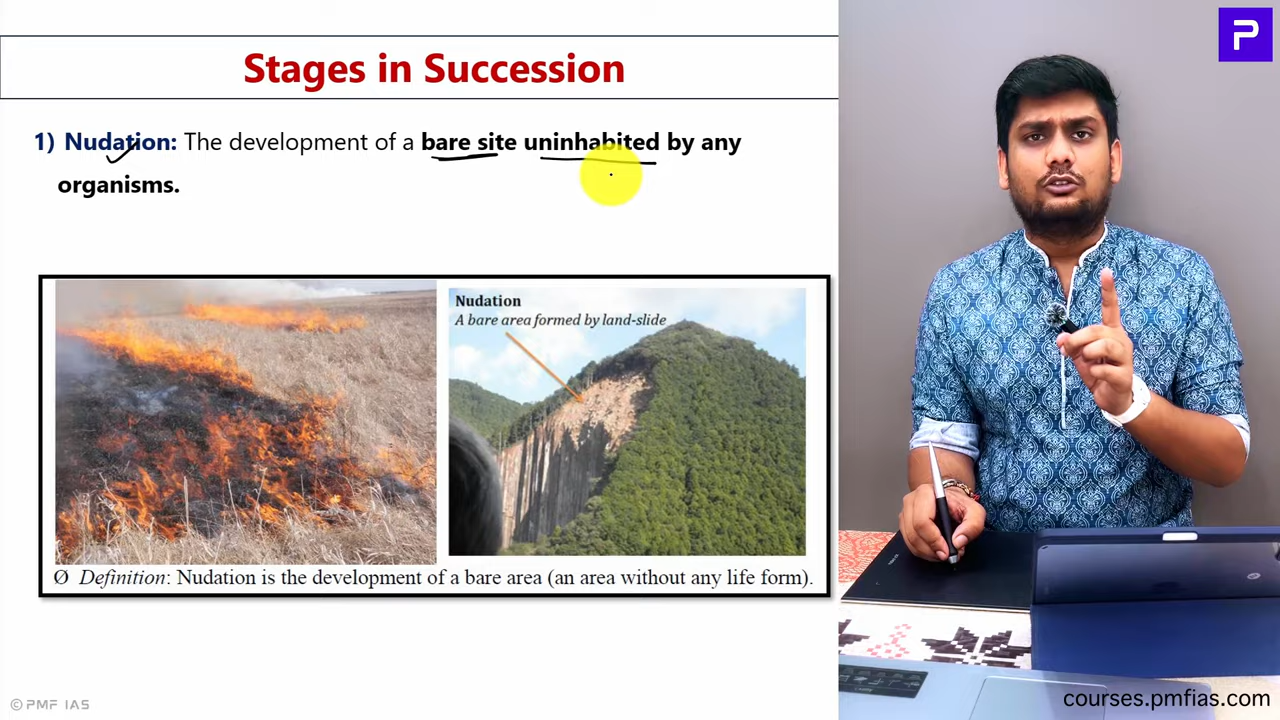 Stages in Succession
1) Nudation: The development of a bare site uninhabited by any
organisms.
Nudation
A bare area formed by land-slide
Ø Definition: Nudation is the development of a bare area (an area without any life form).
© PMF IAS
P
courses.pmfias.com